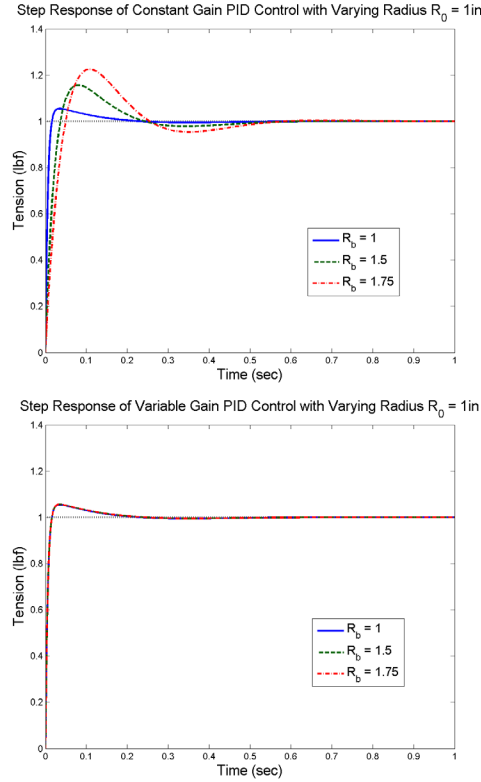 Step Response of Constant Gain PID Control with Varying Radius R0 = 1in
1.4
1.2
1
0.8
0.6
0.4
0.2
0
Tension (lbf)
Rb = 1
Rb = 1.5
Rb = 1.75
0 0.1 0.2 0.3 0.4 0.5 0.6 0.7 0.8 0.9 1
Time (sec)
Step Response of Variable Gain PID Control with Varying Radius R0 = 1in
1.4
1.2
1
0.8
0.6
0.4
0.2
0
Tension (lbf)
Rb = 1
Rb = 1.5
Rb = 1.75
0 0.1 0.2 0.3 0.4 0.5 0.6 0.7 0.8 0.9 1
Time (sec)